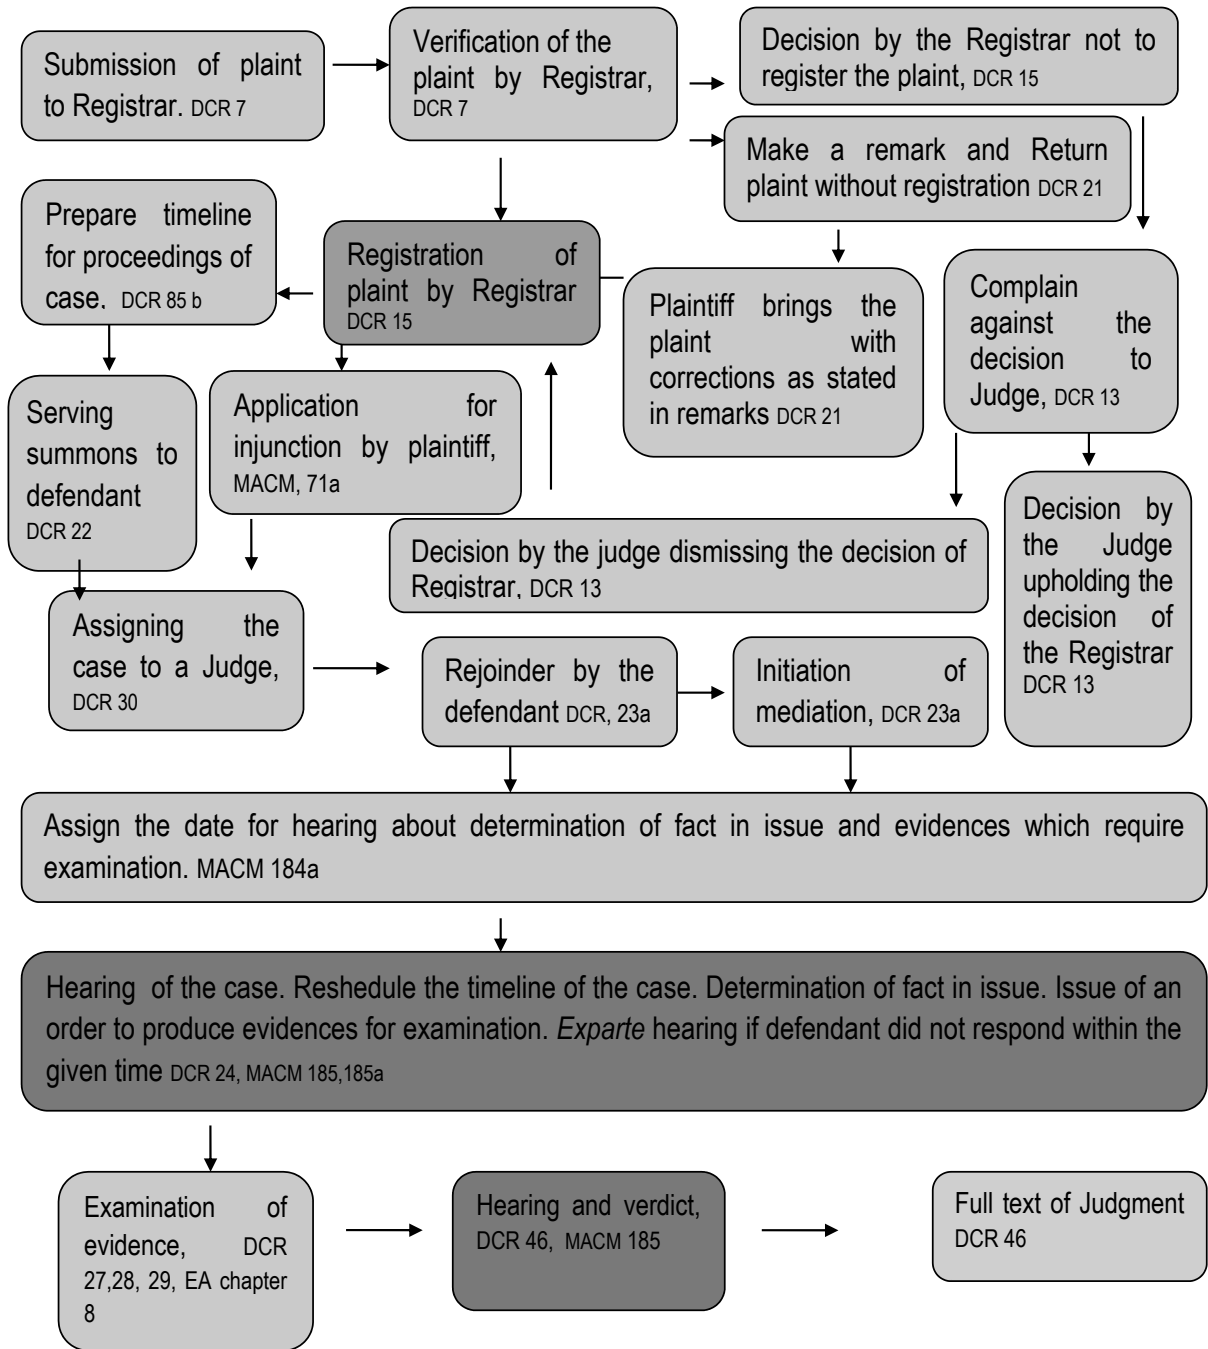 Submission of plaint
to Registrar. DCR 7
Verification of the
plaint by Registrar,
DCR 7
Decision by the Registrar not to
register the plaint, DCR 15
Make a remark and Return
plaint without registration DCR 21
Prepare timeline
for proceedings of
case. DCR 85 b
Registration of
plaint by Registrar
DCR 15
Plaintiff brings the
plaint with
corrections as stated
in remarks DCR 21
Complain
against the
decision to
Judge, DCR 13
Serving
summons to
defendant
DCR 22
Application for
injunction by plaintiff,
MACM, 71a
Decision by the judge dismissing the decision of
Registrar, DCR 13
Decision by
the Judge
upholding the
decision of
the Registrar
DCR 13
Assigning the
case to a Judge,
DCR 30
Rejoinder by the
defendant DCR, 23a
Initiation of
mediation, DCR 23a
Assign the date for hearing about determination of fact in issue and evidences which require
examination. MACM 184a
Hearing of the case. Reshedule the timeline of the case. Determination of fact in issue. Issue of an
order to produce evidences for examination. Exparte hearing if defendant did not respond within the
given time DCR 24, MACM 185,185a
Examination of
evidence, DCR
27,28, 29, EA chapter
8
Hearing and verdict,
DCR 46, MACM 185
Full text of Judgment
DCR 46